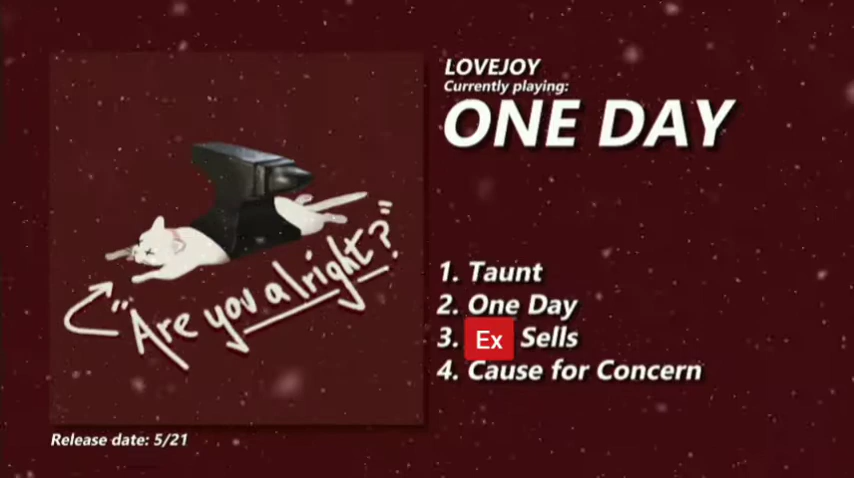 LOVEJOY
Currently playing:
ONE DAY
"Are you alright?"
1. Taunt
2. One Day
3. Ex Sells
4. Cause for Concern
Release date: 5/21